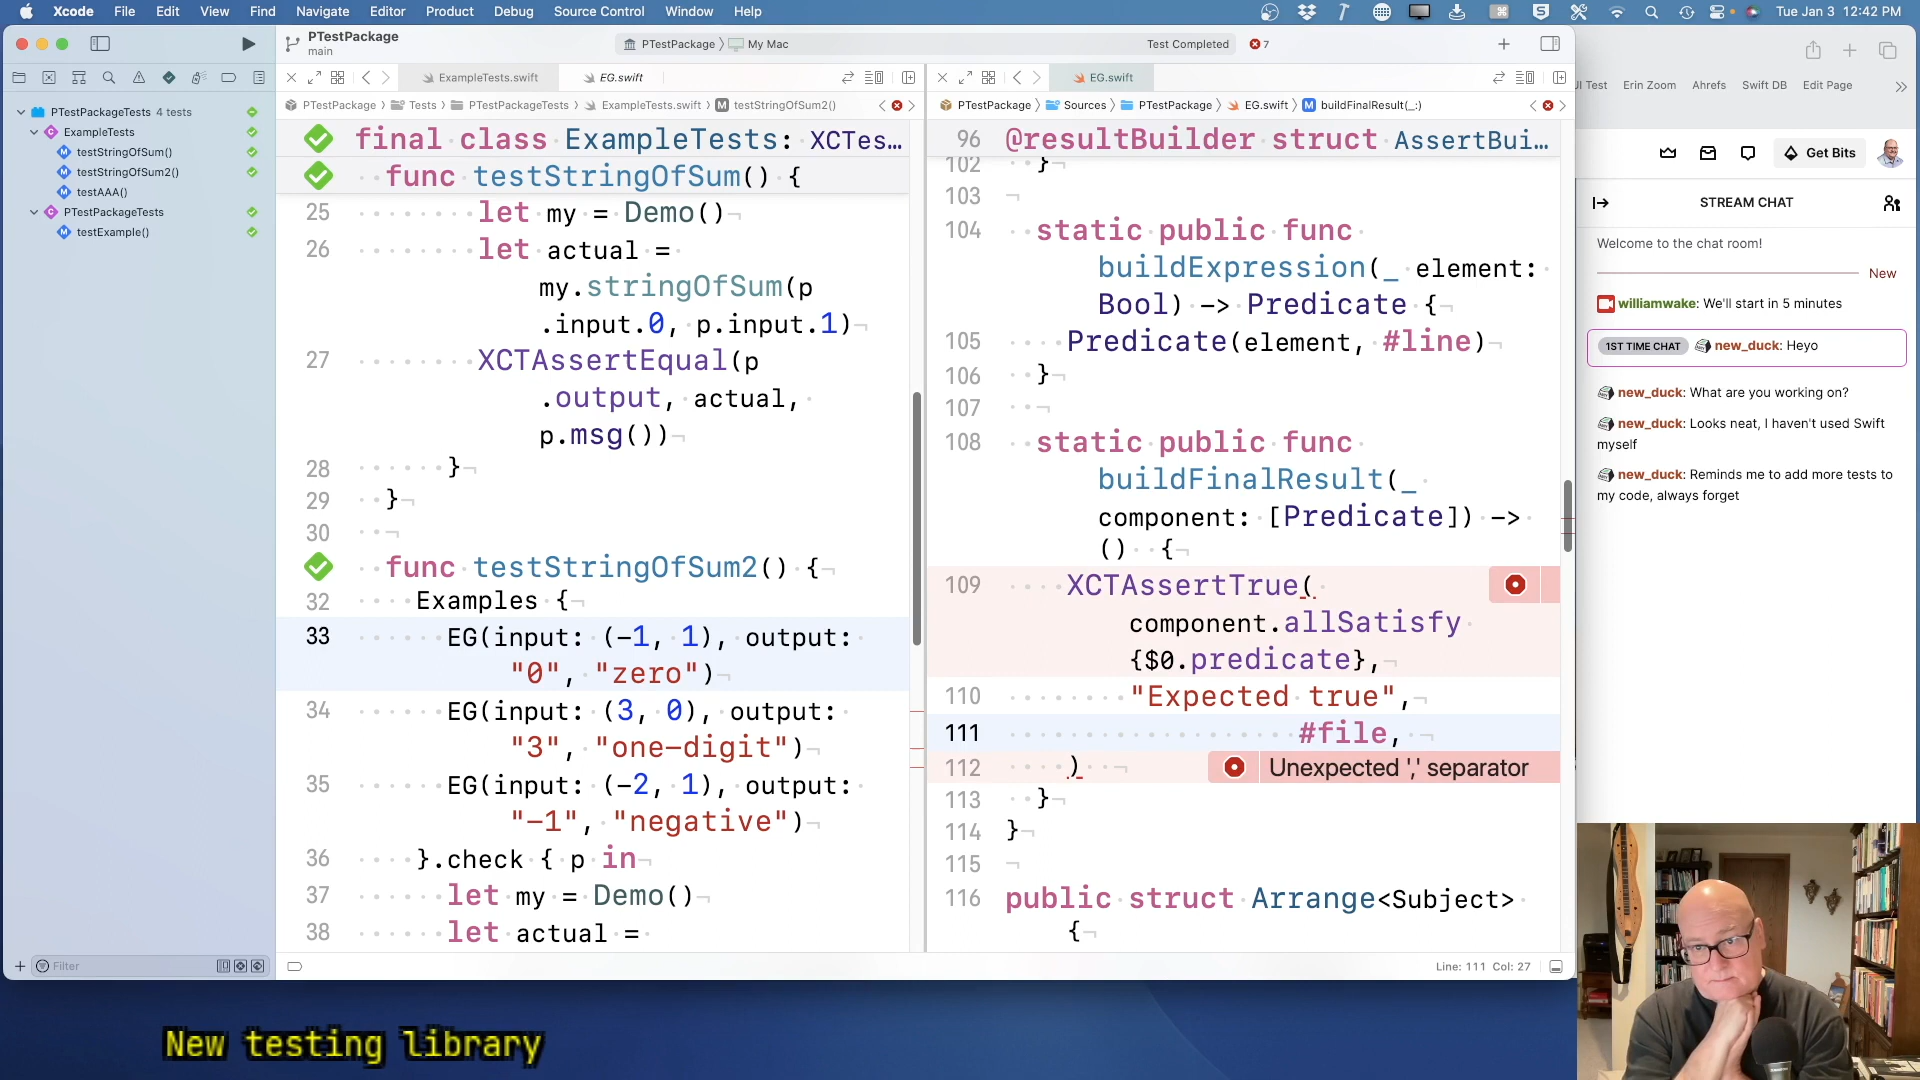 Xcode File Edit View Find Navigate Editor Product Debug Source Control Window Help
Tue Jan 3 12:42 PM
PTestPackage
main
PTestPackage 〉 My Mac
Test Completed 7
ExampleTests.swift
EG.swift
EG.swift
PTestPackage 〉 Tests 〉 PTestPackageTests 〉 ExampleTests.swift 〉 M testStringOfSum2()
PTestPackage 〉 Sources 〉 PTestPackage 〉 EG.swift 〉 M buildFinalResult(_:)
PTestPackageTests 4 tests
ExampleTests
testStringOfSum()
testStringOfSum2()
testAAA()
PTestPackageTests
testExample()
Filter
final class ExampleTests: XCTes…
func testStringOfSum() {
25 let my = Demo()
26 let actual =
my.stringOfSum(p
.input.0, p.input.1)
27 XCTAssertEqual(p
.output, actual,
p.msg())
28 }
29 }
30
func testStringOfSum2() {
32 Examples {
33 EG(input: (-1, 1), output:
"0", "zero")
34 EG(input: (3, 0), output:
"3", "one-digit")
35 EG(input: (-2, 1), output:
"-1", "negative")
36 }.check { p in
37 let my = Demo()
38 let actual =
96 @resultBuilder struct AssertBui…
102 }
103
104 static public func
buildExpression(_ element:
Bool) -> Predicate {
105 Predicate(element, #line)
106 }
107
108 static public func
buildFinalResult(_
component: [Predicate]) ->
() {
109 XCTAssertTrue(
component.allSatisfy
{$0.predicate},
110 "Expected true",
111 #file,
112 ) Unexpected ',' separator
113 }
114 }
115
116 public struct Arrange<Subject>
{
Line: 111 Col: 27
UI Test Erin Zoom Ahrefs Swift DB Edit Page
Get Bits
STREAM CHAT
Welcome to the chat room!
New
williamwake: We'll start in 5 minutes
1ST TIME CHAT new_duck: Heyo
new_duck: What are you working on?
new_duck: Looks neat, I haven't used Swift
myself
new_duck: Reminds me to add more tests to
my code, always forget
New testing library